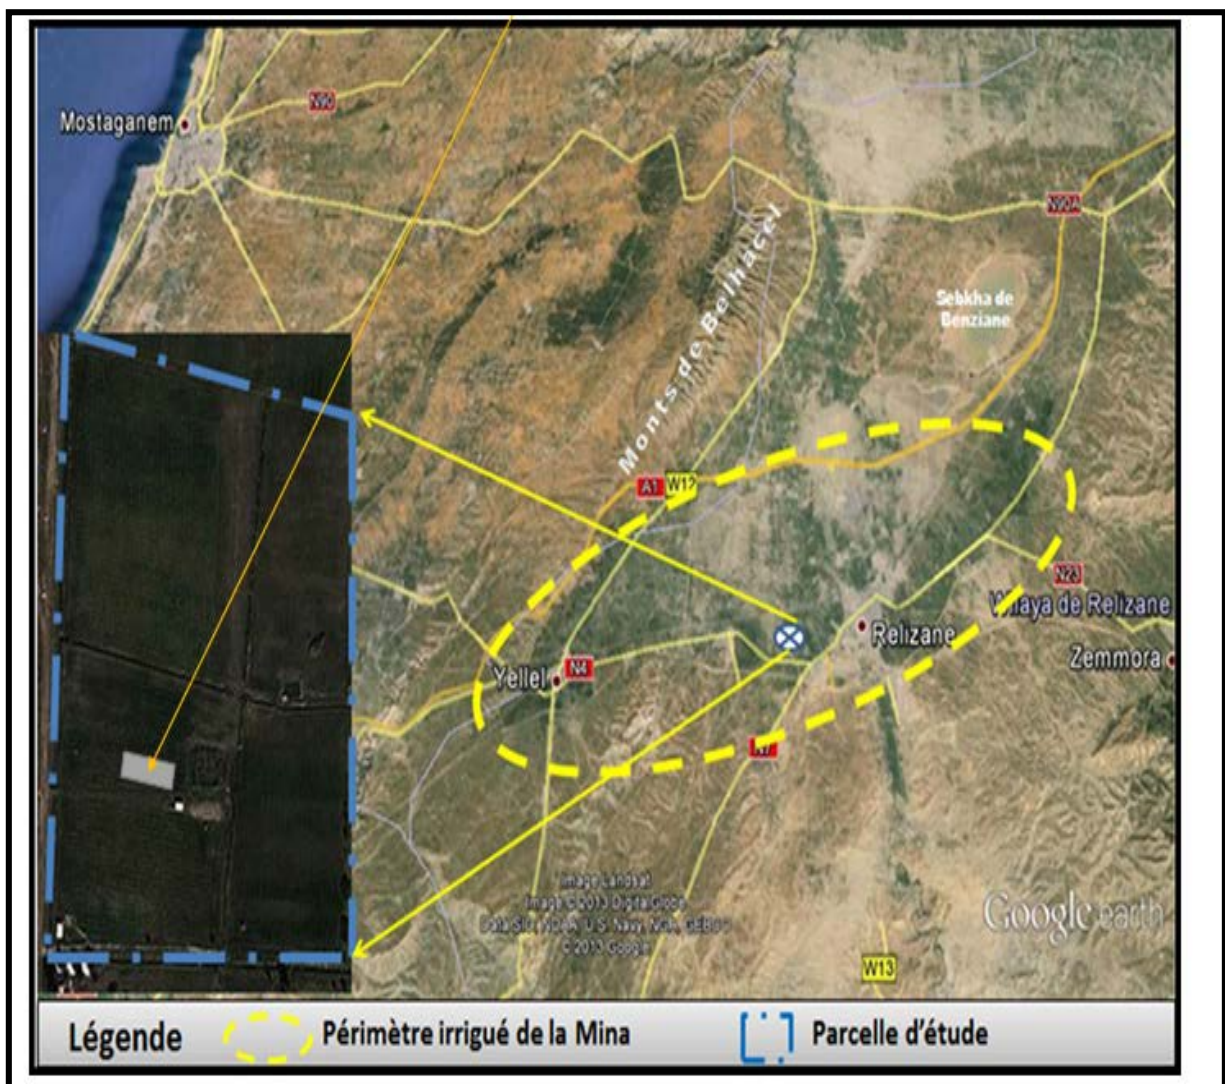 N90
Mostaganem
N90A
Monts de Belhacel
Sebkha de
Benziane
A1
W12
N23
Wilaya de Relizane
Relizane
Zemmora
Yellel
N4
N7
Image Landsat
Image © 2013 DigitalGlobe
Data SIO, NOAA, U.S. Navy, NGA, GEBCO
© 2013 Google
Google earth
W13
Légende
Périmètre irrigué de la Mina
Parcelle d'étude